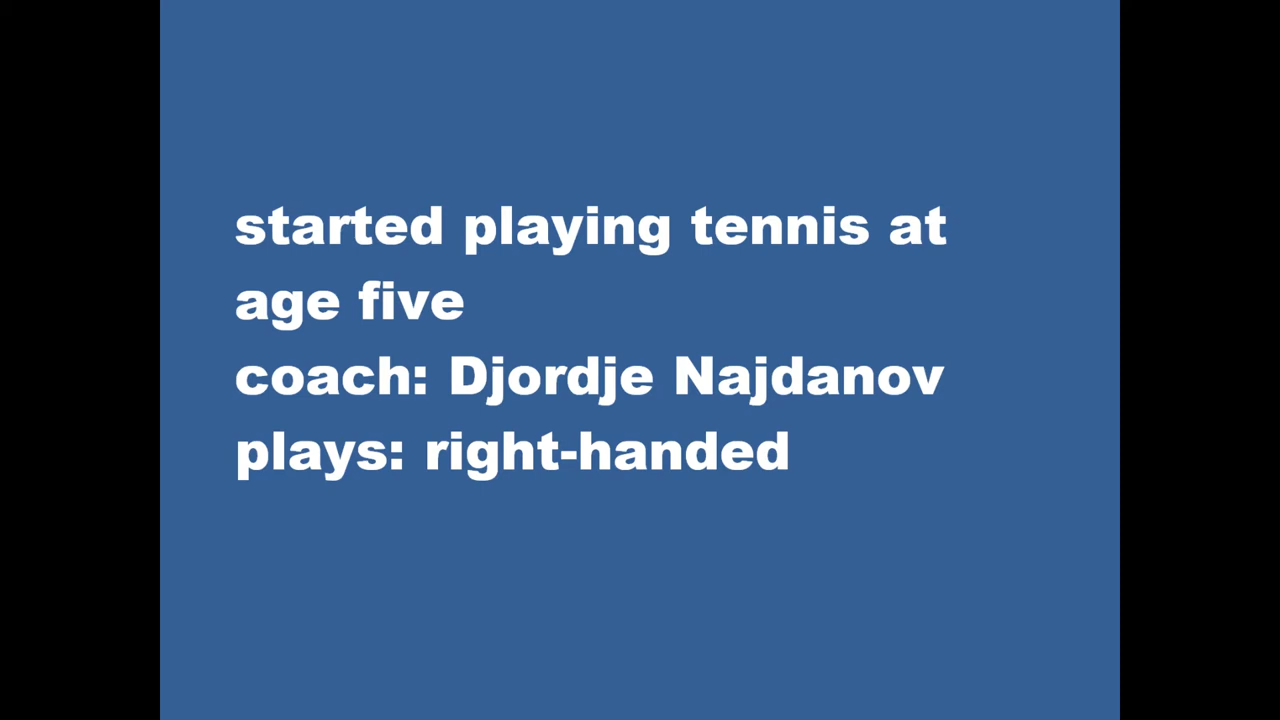 started playing tennis at
age five
coach: Djordje Najdanov
plays: right-handed